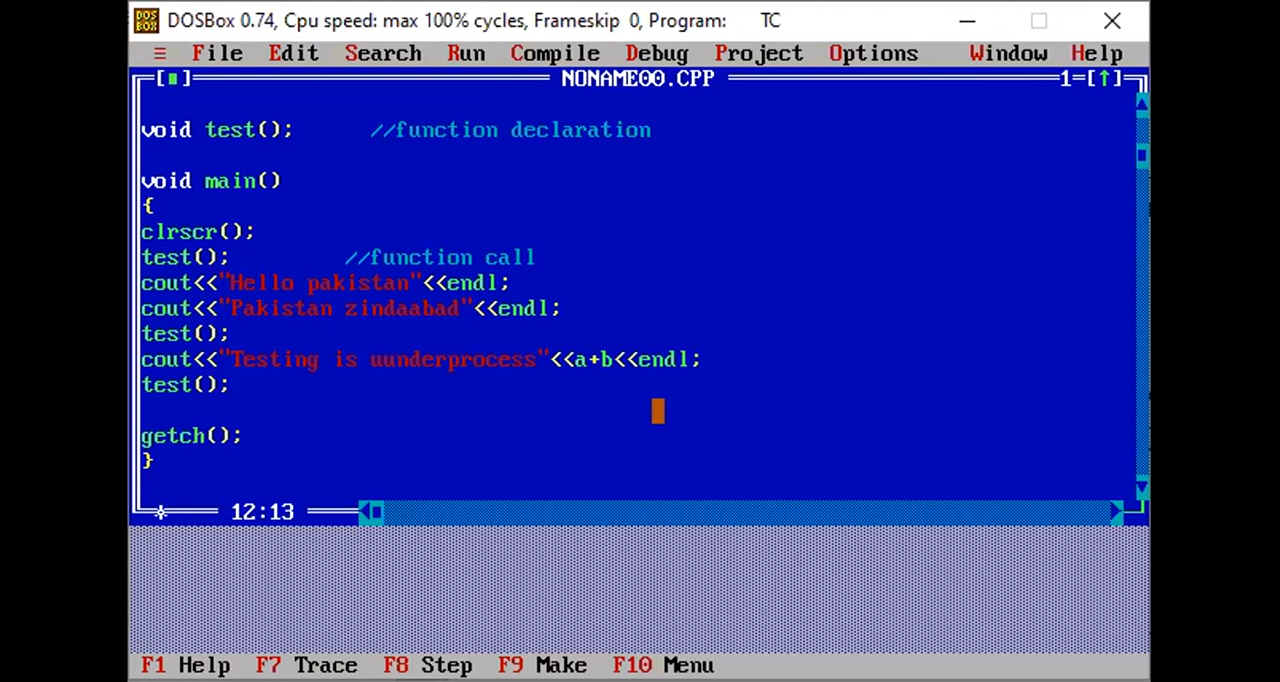 DOSBox 0.74, Cpu speed: max 100% cycles, Frameskip 0, Program: TC
≡ File Edit Search Run Compile Debug Project Options Window Help
[■] NONAME00.CPP 1=[↑]
void test(); //function declaration
void main()
{
clrscr();
test(); //function call
cout<<"Hello pakistan"<<endl;
cout<<"Pakistan zindaabad"<<endl;
test();
cout<<"Testing is uunderprocess"<<a+b<<endl;
test();
getch();
}
12:13
F1 Help F7 Trace F8 Step F9 Make F10 Menu